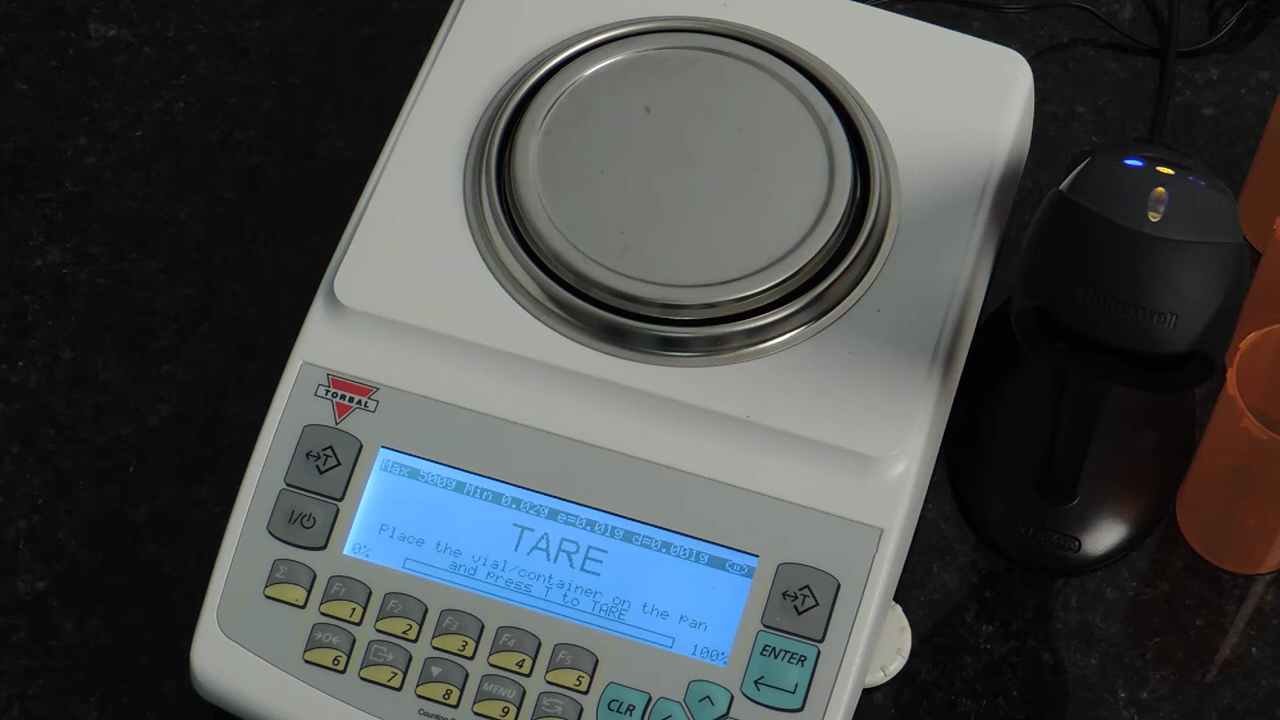 TORBAL
Max 500g Min 0.02g e=0.01g d=0.001g
TARE
Place the vial/container on the pan
and press T to TARE
0%
100%
T
I/⏻
T
ENTER
Σ .
F1 1
F2 2
F3 3
F4 4
F5 5
→0← 6
7
8
MENU 9
CLR
Honeywell